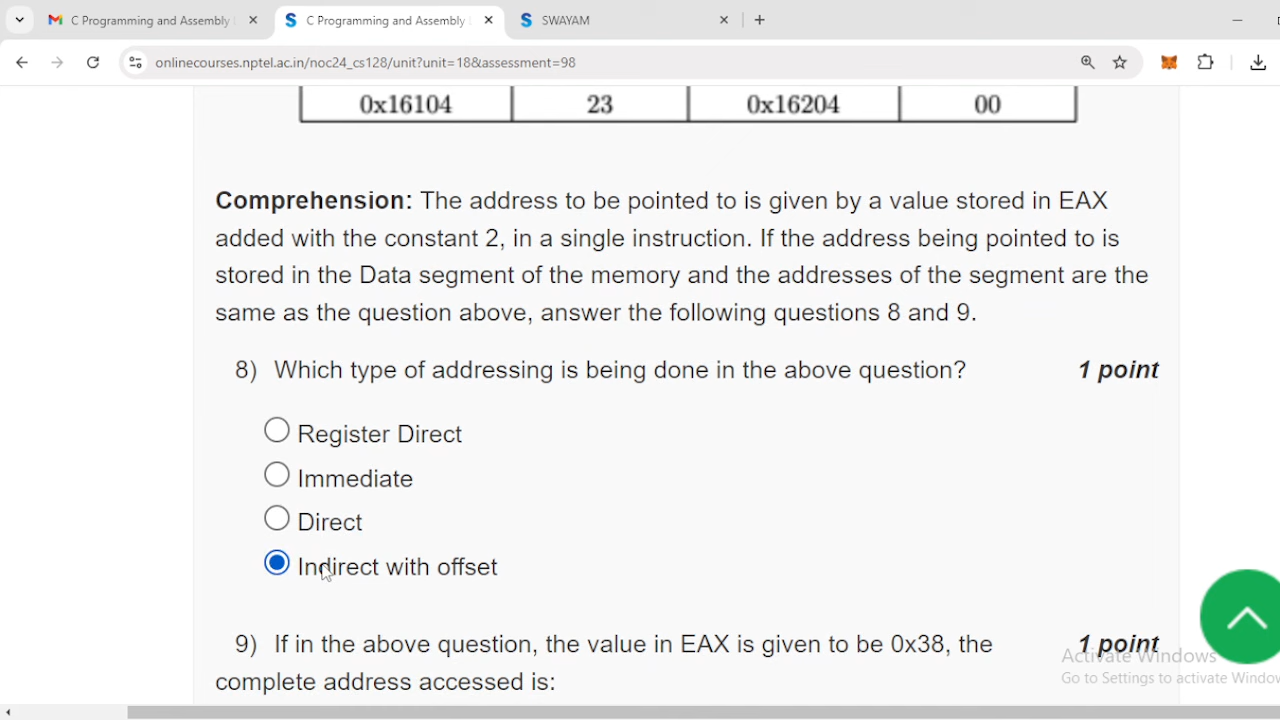 C Programming and Assembly
C Programming and Assembly
SWAYAM
onlinecourses.nptel.ac.in/noc24_cs128/unit?unit=18&assessment=98
0x16104 23 0x16204 00
Comprehension: The address to be pointed to is given by a value stored in EAX
added with the constant 2, in a single instruction. If the address being pointed to is
stored in the Data segment of the memory and the addresses of the segment are the
same as the question above, answer the following questions 8 and 9.
8) Which type of addressing is being done in the above question? 1 point
Register Direct
Immediate
Direct
Indirect with offset
9) If in the above question, the value in EAX is given to be 0x38, the 1 point
complete address accessed is:
Activate Windows
Go to Settings to activate Windo